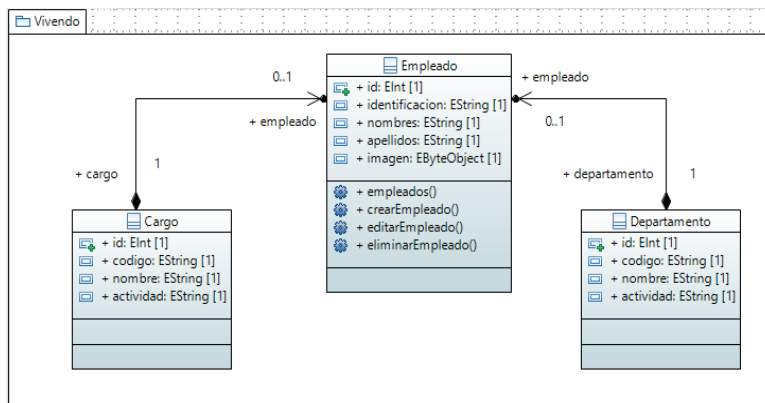 Vivendo
Empleado
+ id: EInt [1]
+ identificacion: EString [1]
+ nombres: EString [1]
+ apellidos: EString [1]
+ imagen: EByteObject [1]
+ empleados()
+ crearEmpleado()
+ editarEmpleado()
+ eliminarEmpleado()
0..1
+ empleado
1
+ cargo
+ empleado
0..1
+ departamento
1
Cargo
+ id: EInt [1]
+ codigo: EString [1]
+ nombre: EString [1]
+ actividad: EString [1]
Departamento
+ id: EInt [1]
+ codigo: EString [1]
+ nombre: EString [1]
+ actividad: EString [1]